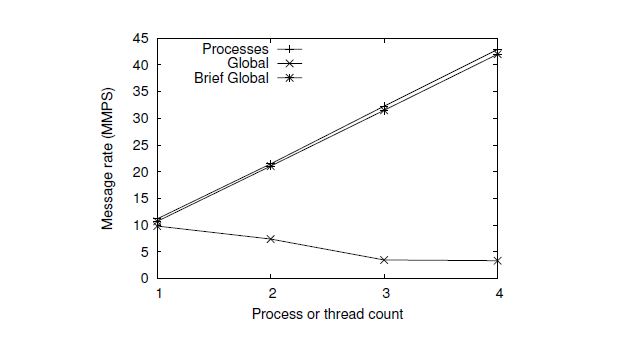 45
40
35
30
25
20
15
10
5
0
Message rate (MMPS)
Processes
Global
Brief Global
1 2 3 4
Process or thread count